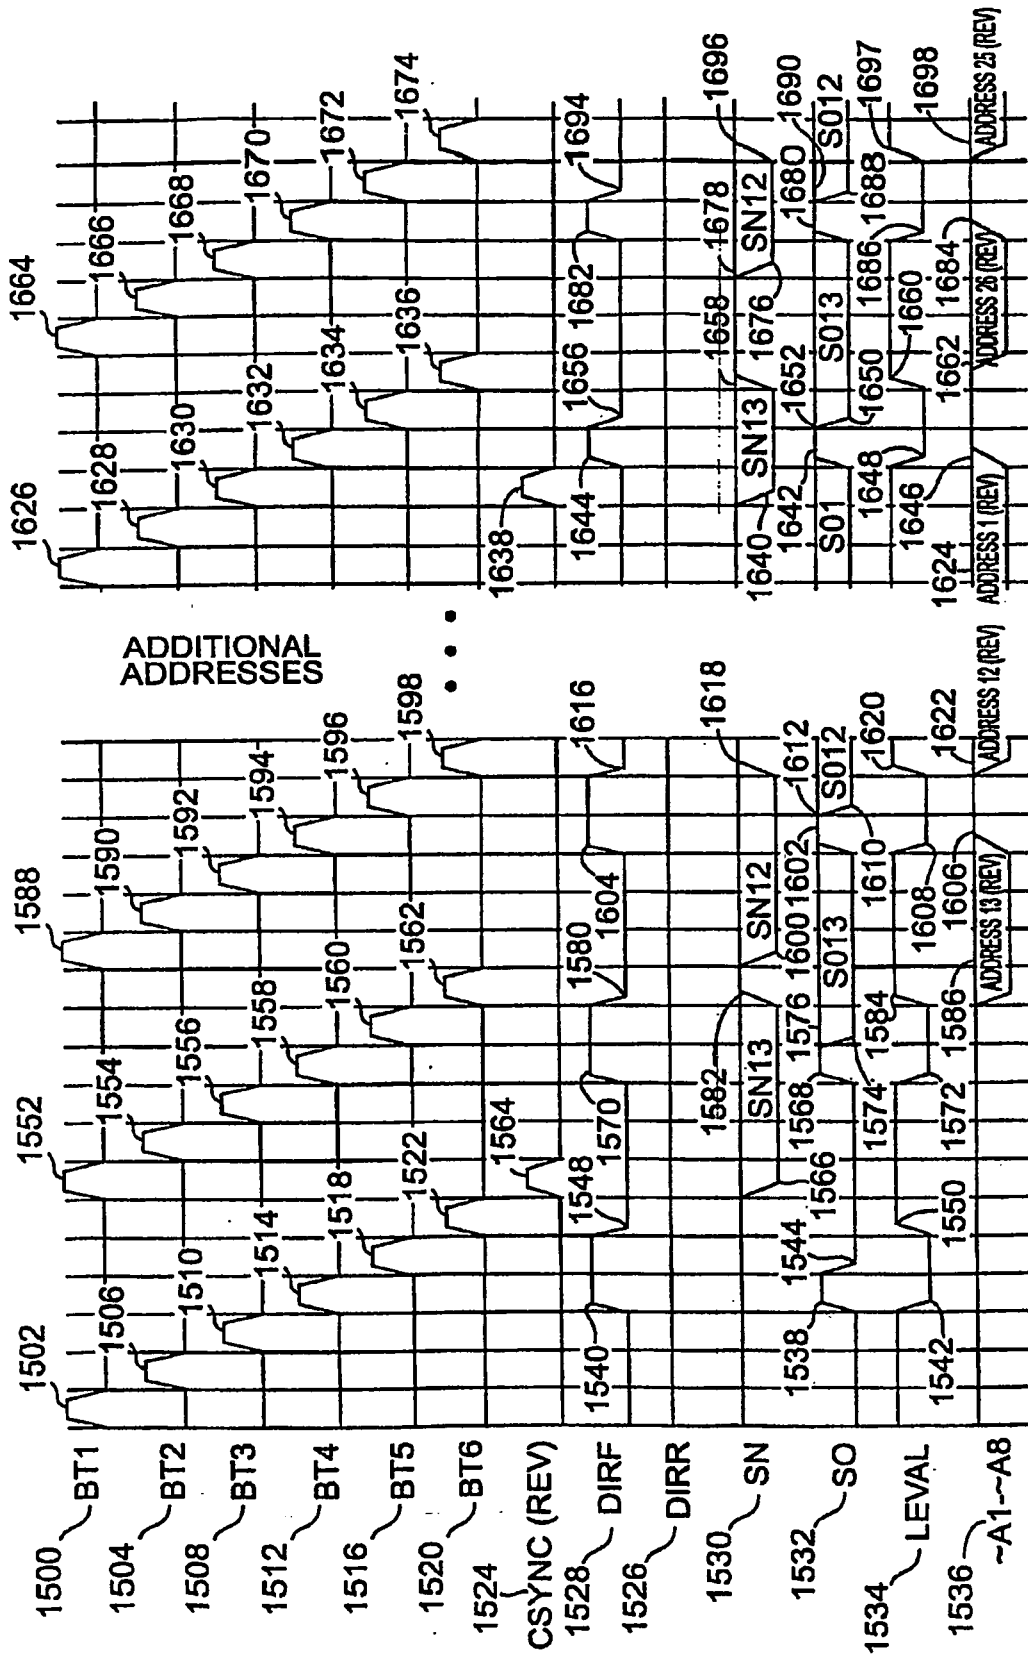 1500 BT1
1504 BT2
1508 BT3
1512 BT4
1516 BT5
1520 BT6
1524
CSYNC (REV)
1528 DIRF
1526 DIRR
1530 SN
1532 SO
1534 LEVAL
1536 ~A1-~A8
1502 1552 1588 1626 1664
1506 1554 1590 1628 1666
1510 1556 1592 1630 1668
1514 1558 1594 1632 1670
1518 1560 1596 1634 1672
1522 1562 1598 1636 1674
ADDITIONAL
ADDRESSES
• • •
1564 1638
1540 1548 1570 1580 1604 1616 1644 1656 1682 1694
1566 1582 1600 1618 1640 1658 1676 1678 1696
SN13 SN12 SN13 SN12
1538 1544 1568 1574 1576 1602 1610 1612 1642 1650 1652 1680 1690
S013 S012 S01 S013 S012
1542 1550 1572 1584 1608 1620 1648 1660 1686 1688 1697
1586 1606 1622 1624 1646 1662 1684 1698
ADDRESS 13 (REV) ADDRESS 12 (REV) ADDRESS 1 (REV) ADDRESS 26 (REV) ADDRESS 25 (REV)